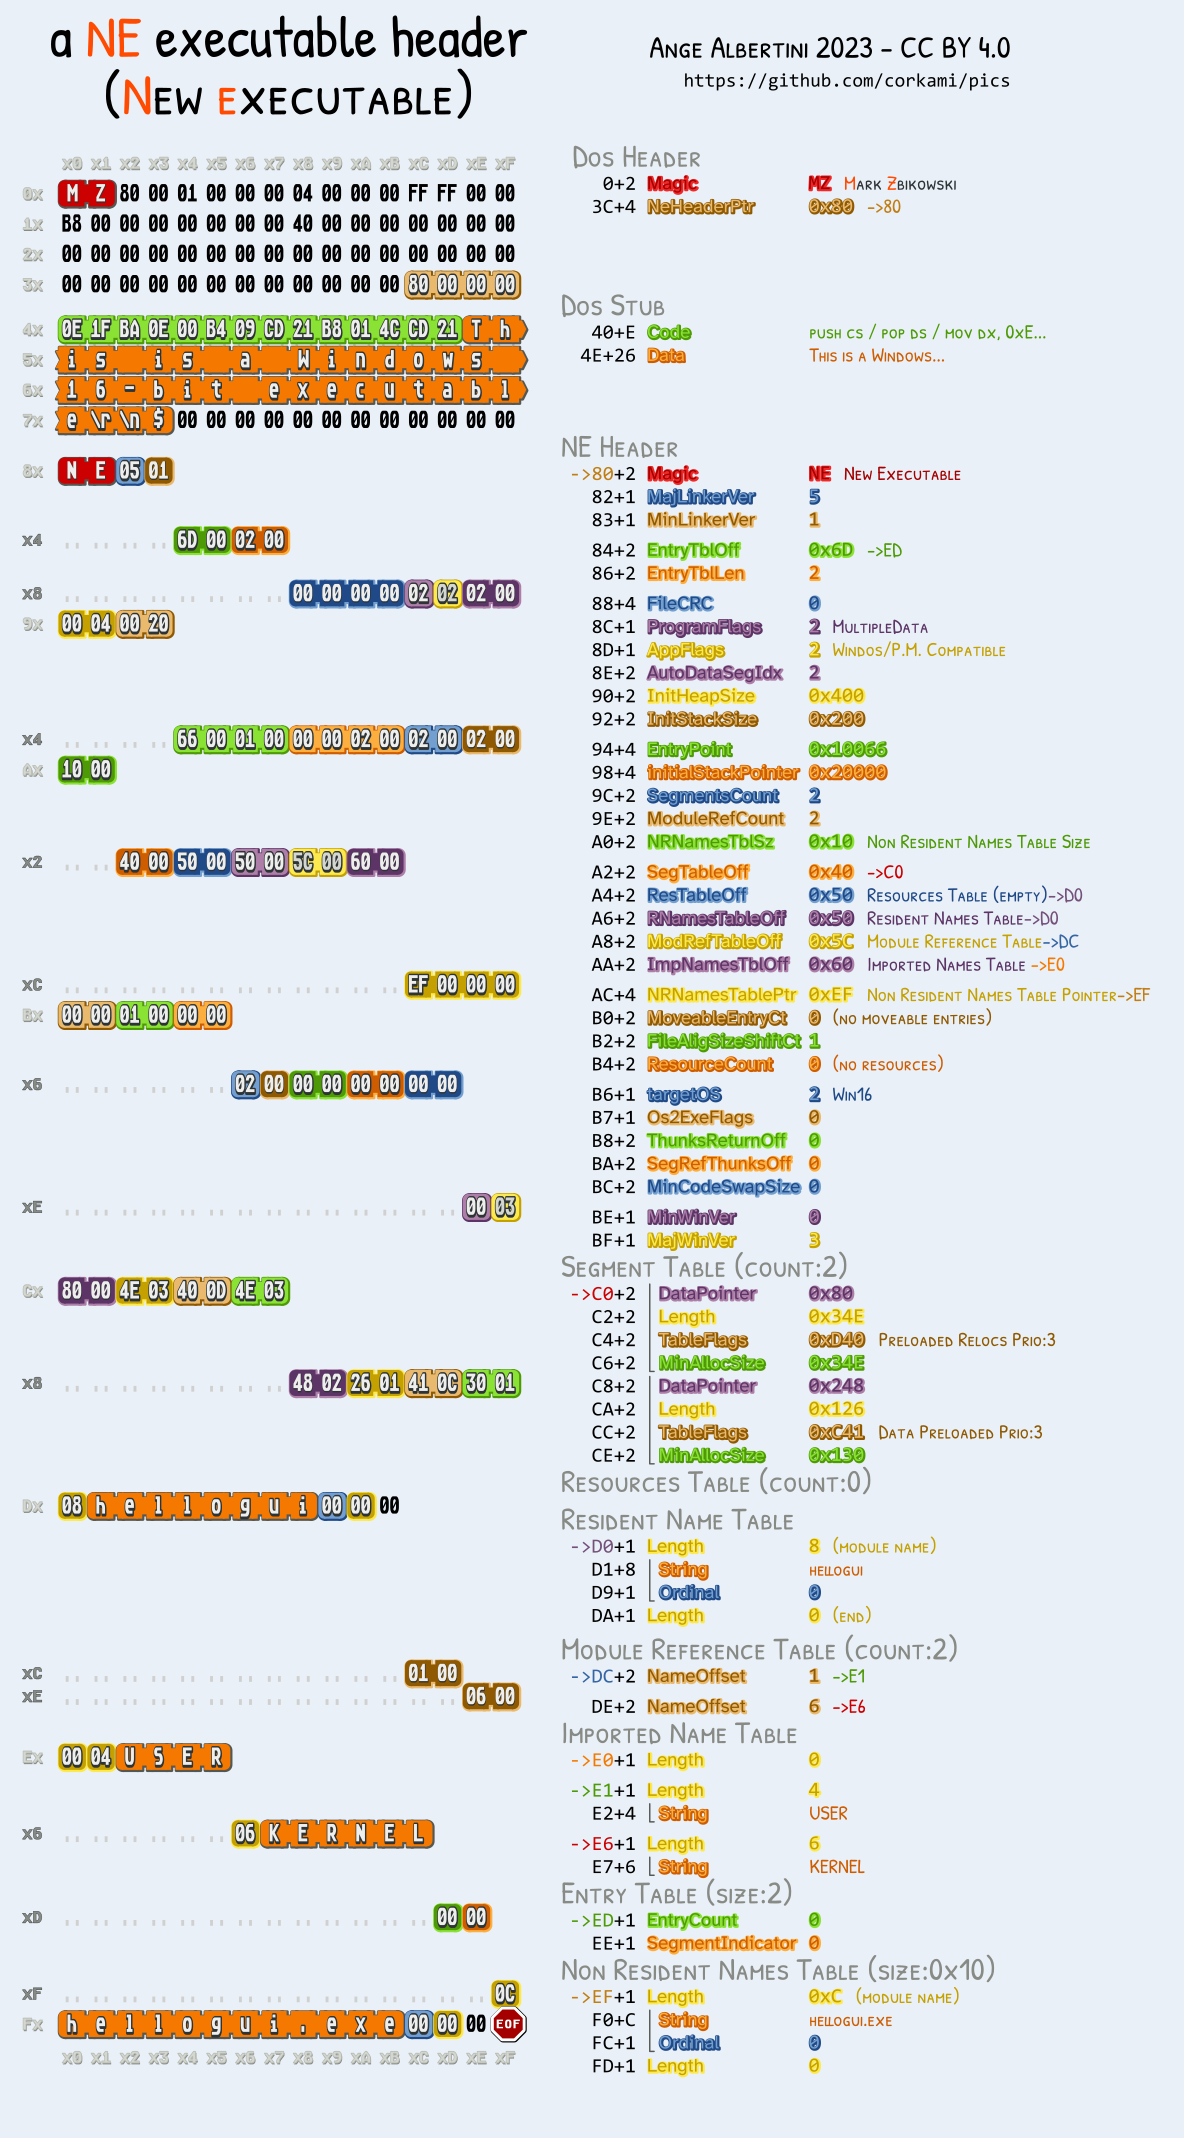 a NE executable header
(New executable)
Ange Albertini 2023 - CC BY 4.0
https://github.com/corkami/pics
x0 x1 x2 x3 x4 x5 x6 x7 x8 x9 xA xB xC xD xE xF
0x M Z 80 00 01 00 00 00 04 00 00 00 FF FF 00 00
1x B8 00 00 00 00 00 00 00 40 00 00 00 00 00 00 00
2x 00 00 00 00 00 00 00 00 00 00 00 00 00 00 00 00
3x 00 00 00 00 00 00 00 00 00 00 00 00 80 00 00 00
4x 0E 1F BA 0E 00 B4 09 CD 21 B8 01 4C CD 21 T h
5x i s i s a W i n d o w s
6x 1 6 - b i t e x e c u t a b l
7x e \r \n $ 00 00 00 00 00 00 00 00 00 00 00 00
8x N E 05 01
x4 .. .. .. .. 6D 00 02 00
x8 .. .. .. .. .. .. .. .. 00 00 00 00 02 02 02 00
9x 00 04 00 20
x4 .. .. .. .. 66 00 01 00 00 00 02 00 02 00 02 00
Ax 10 00
x2 .. .. 40 00 50 00 50 00 5C 00 60 00
xC .. .. .. .. .. .. .. .. .. .. .. .. EF 00 00 00
Bx 00 00 01 00 00 00
x6 .. .. .. .. .. .. 02 00 00 00 00 00 00 00
xE .. .. .. .. .. .. .. .. .. .. .. .. .. .. 00 03
Cx 80 00 4E 03 40 0D 4E 03
x8 .. .. .. .. .. .. .. .. 48 02 26 01 41 0C 30 01
Dx 08 h e l l o g u i 00 00 00
xC .. .. .. .. .. .. .. .. .. .. .. .. 01 00
xE .. .. .. .. .. .. .. .. .. .. .. .. .. .. 06 00
Ex 00 04 U S E R
x6 .. .. .. .. .. .. 06 K E R N E L
xD .. .. .. .. .. .. .. .. .. .. .. .. .. 00 00
xF .. .. .. .. .. .. .. .. .. .. .. .. .. .. .. 0C
Fx h e l l o g u i . e x e 00 00 00 EOF
x0 x1 x2 x3 x4 x5 x6 x7 x8 x9 xA xB xC xD xE xF
Dos Header
0+2 Magic MZ Mark Zbikowski
3C+4 NeHeaderPtr 0x80 ->80
Dos Stub
40+E Code push cs / pop ds / mov dx, 0xE...
4E+26 Data This is a Windows...
NE Header
->80+2 Magic NE New Executable
82+1 MajLinkerVer 5
83+1 MinLinkerVer 1
84+2 EntryTblOff 0x6D ->ED
86+2 EntryTblLen 2
88+4 FileCRC 0
8C+1 ProgramFlags 2 MultipleData
8D+1 AppFlags 2 Windos/P.M. Compatible
8E+2 AutoDataSegIdx 2
90+2 InitHeapSize 0x400
92+2 InitStackSize 0x200
94+4 EntryPoint 0x10066
98+4 initialStackPointer 0x20000
9C+2 SegmentsCount 2
9E+2 ModuleRefCount 2
A0+2 NRNamesTblSz 0x10 Non Resident Names Table Size
A2+2 SegTableOff 0x40 ->C0
A4+2 ResTableOff 0x50 Resources Table (empty)->D0
A6+2 RNamesTableOff 0x50 Resident Names Table->D0
A8+2 ModRefTableOff 0x5C Module Reference Table->DC
AA+2 ImpNamesTblOff 0x60 Imported Names Table ->E0
AC+4 NRNamesTablePtr 0xEF Non Resident Names Table Pointer->EF
B0+2 MoveableEntryCt 0 (no moveable entries)
B2+2 FileAligSizeShiftCt 1
B4+2 ResourceCount 0 (no resources)
B6+1 targetOS 2 Win16
B7+1 Os2ExeFlags 0
B8+2 ThunksReturnOff 0
BA+2 SegRefThunksOff 0
BC+2 MinCodeSwapSize 0
BE+1 MinWinVer 0
BF+1 MajWinVer 3
Segment Table (count:2)
->C0+2 DataPointer 0x80
C2+2 Length 0x34E
C4+2 TableFlags 0xD40 Preloaded Relocs Prio:3
C6+2 MinAllocSize 0x34E
C8+2 DataPointer 0x248
CA+2 Length 0x126
CC+2 TableFlags 0xC41 Data Preloaded Prio:3
CE+2 MinAllocSize 0x130
Resources Table (count:0)
Resident Name Table
->D0+1 Length 8 (module name)
D1+8 String hellogui
D9+1 Ordinal 0
DA+1 Length 0 (end)
Module Reference Table (count:2)
->DC+2 NameOffset 1 ->E1
DE+2 NameOffset 6 ->E6
Imported Name Table
->E0+1 Length 0
->E1+1 Length 4
E2+4 String USER
->E6+1 Length 6
E7+6 String KERNEL
Entry Table (size:2)
->ED+1 EntryCount 0
EE+1 SegmentIndicator 0
Non Resident Names Table (size:0x10)
->EF+1 Length 0xC (module name)
F0+C String hellogui.exe
FC+1 Ordinal 0
FD+1 Length 0